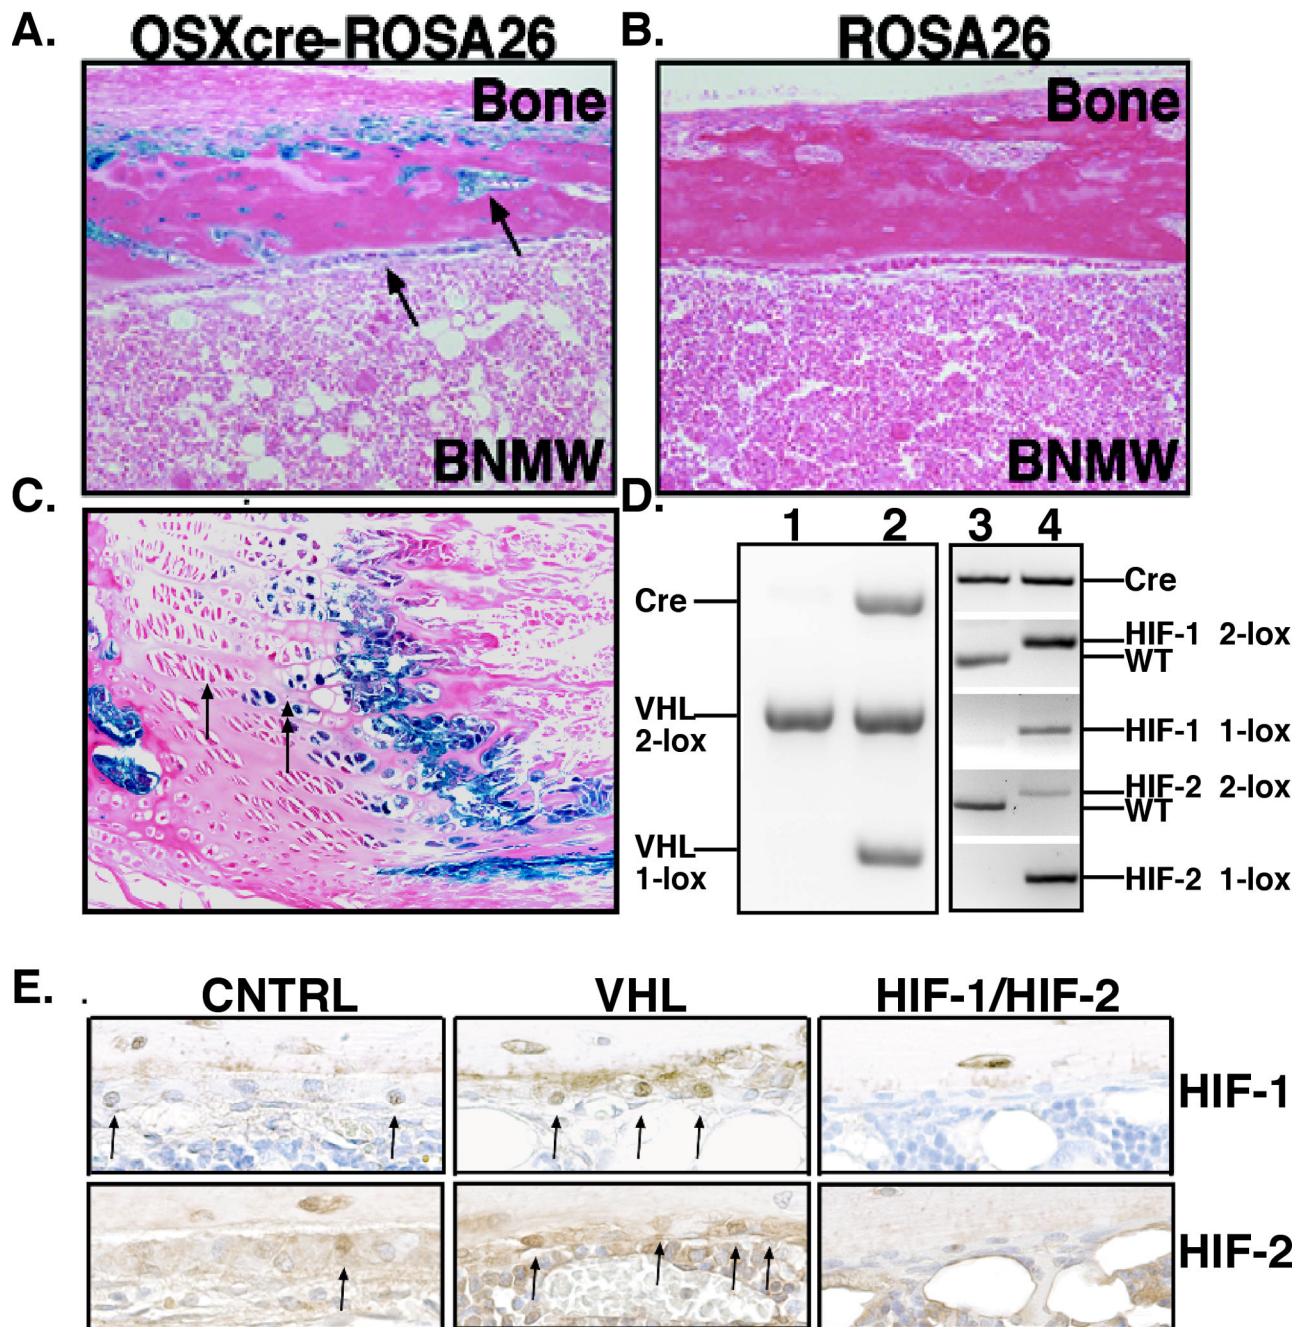 A. OSXcre-ROSA26
B. ROSA26
Bone
Bone
BNMW
BNMW
C.
D.
1 2 3 4
Cre
VHL
2-lox
VHL
1-lox
Cre
HIF-1 2-lox
WT
HIF-1 1-lox
HIF-2 2-lox
WT
HIF-2 1-lox
E.
CNTRL VHL HIF-1/HIF-2
HIF-1
HIF-2